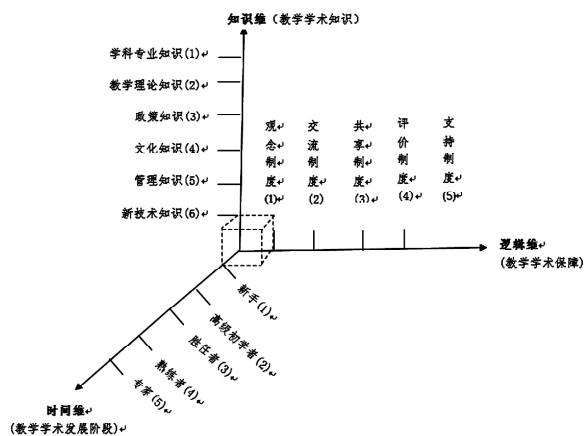 知识维（教学学术知识）
学科专业知识(1)
教学理论知识(2)
政策知识(3)
文化知识(4)
管理知识(5)
新技术知识(6)
观念制度(1)
交流制度(2)
共享制度(3)
评价制度(4)
支持制度(5)
逻辑维
(教学学术保障)
新手(1)
高级初学者(2)
胜任者(3)
熟练者(4)
专家(5)
时间维
(教学学术发展阶段)